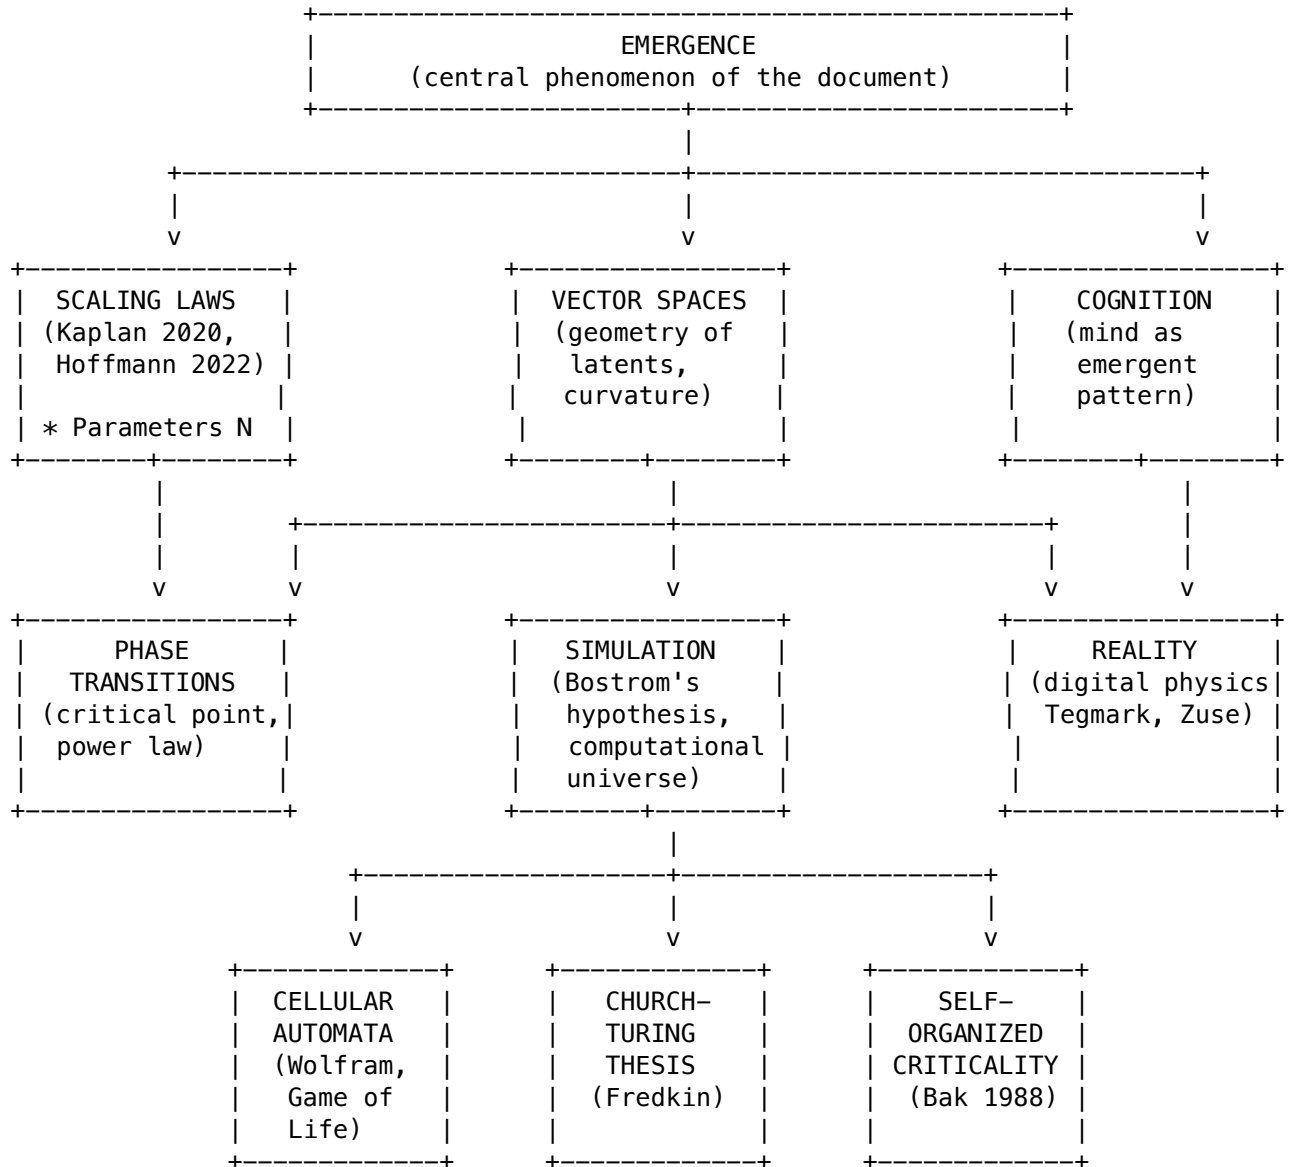 EMERGENCE
(central phenomenon of the document)
SCALING LAWS
(Kaplan 2020,
Hoffmann 2022)
* Parameters N
VECTOR SPACES
(geometry of
latents,
curvature)
COGNITION
(mind as
emergent
pattern)
PHASE
TRANSITIONS
(critical point,
power law)
SIMULATION
(Bostrom's
hypothesis,
computational
universe)
REALITY
(digital physics
Tegmark, Zuse)
CELLULAR
AUTOMATA
(Wolfram,
Game of
Life)
CHURCH-
TURING
THESIS
(Fredkin)
SELF-
ORGANIZED
CRITICALITY
(Bak 1988)